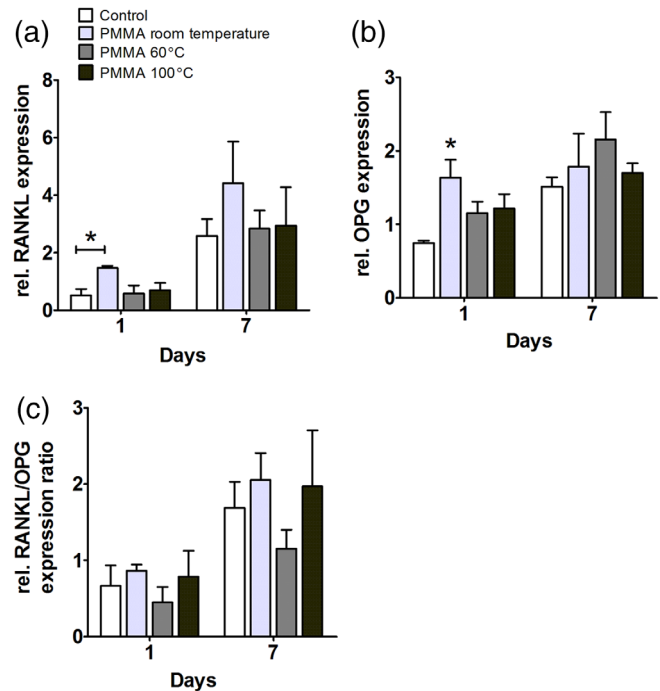 (a)
Control
PMMA room temperature
PMMA 60°C
PMMA 100°C
rel. RANKL expression
8
6
4
2
0
*
1
7
Days
(b)
rel. OPG expression
3
2
1
0
*
1
7
Days
(c)
rel. RANKL/OPG
expression ratio
3
2
1
0
1
7
Days